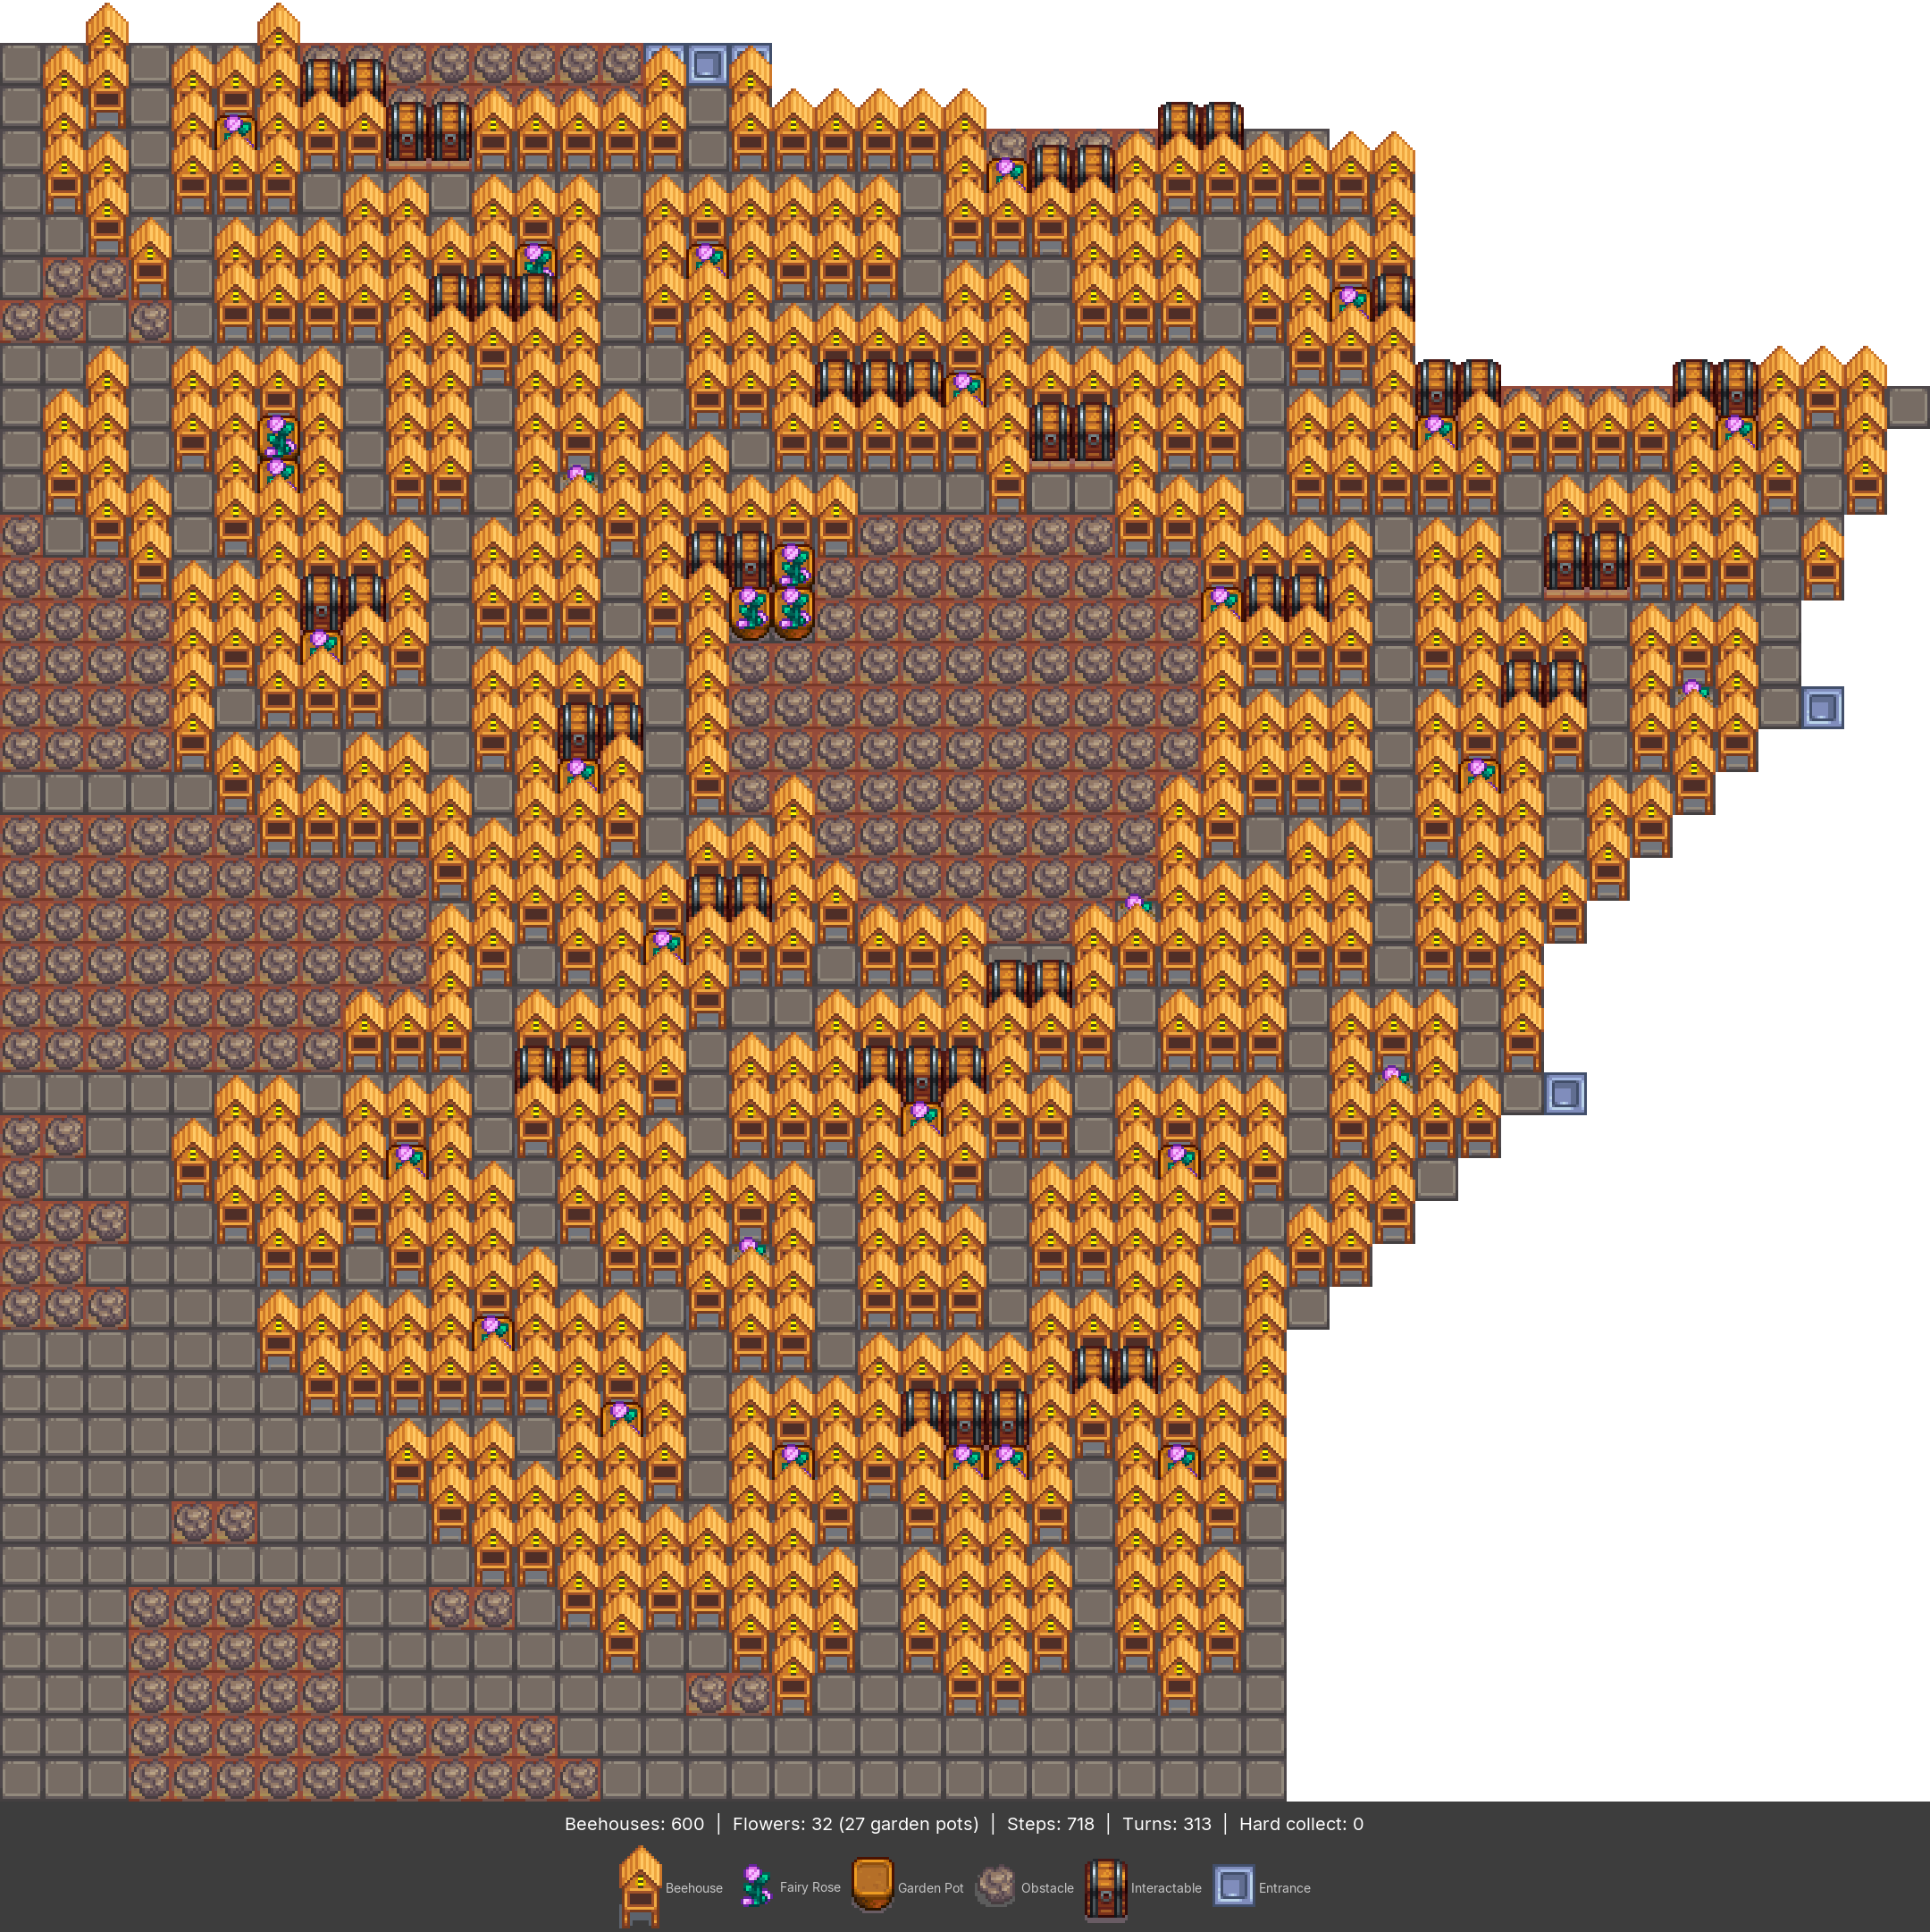 Beehouses: 600 | Flowers: 32 (27 garden pots) | Steps: 718 | Turns: 313 | Hard collect: 0
Beehouse Fairy Rose Garden Pot Obstacle Interactable Entrance